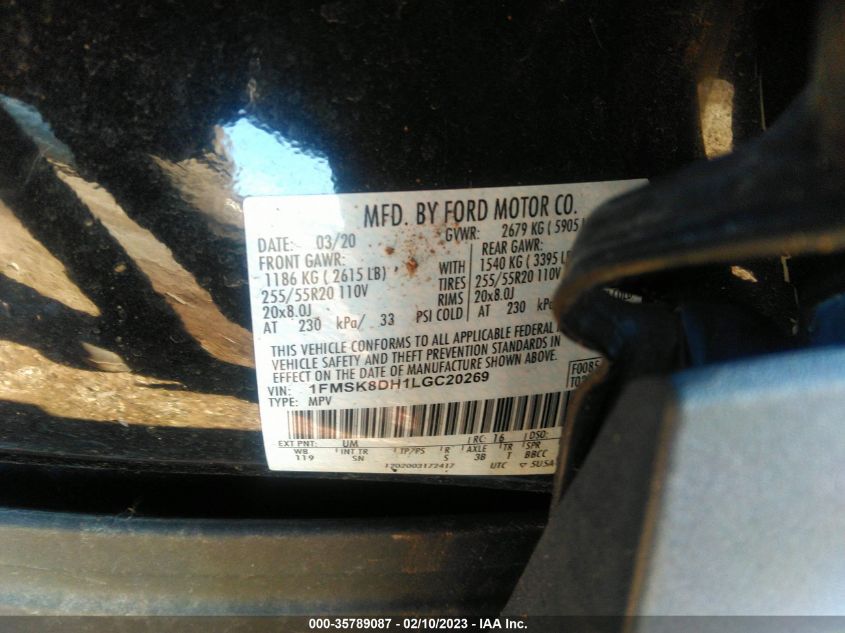 MFD. BY FORD MOTOR CO.
DATE: 03/20
GVWR: 2679 KG ( 5905
FRONT GAWR:
REAR GAWR:
1186 KG ( 2615 LB)
WITH
1540 KG ( 3395 LB
255/55R20 110V
TIRES
255/55R20 110V
20x8.0J
RIMS
20x8.0J
AT 230 kPa/ 33 PSI COLD
AT 230
THIS VEHICLE CONFORMS TO ALL APPLICABLE FEDERAL
VEHICLE SAFETY AND THEFT PREVENTION STANDARDS IN
EFFECT ON THE DATE OF MANUFACTURE SHOWN ABOVE.
VIN: 1FMSK8DH1LGC20269
TYPE: MPV
F0085
EXT PNT: UM
RC: 16
DSO:
WB INT TR TP/PS R AXLE TR SPR
119 SN S 3B T BBCC
1202003172417
UTC ▽ 5USA
000-35789087 - 02/10/2023 - IAA Inc.